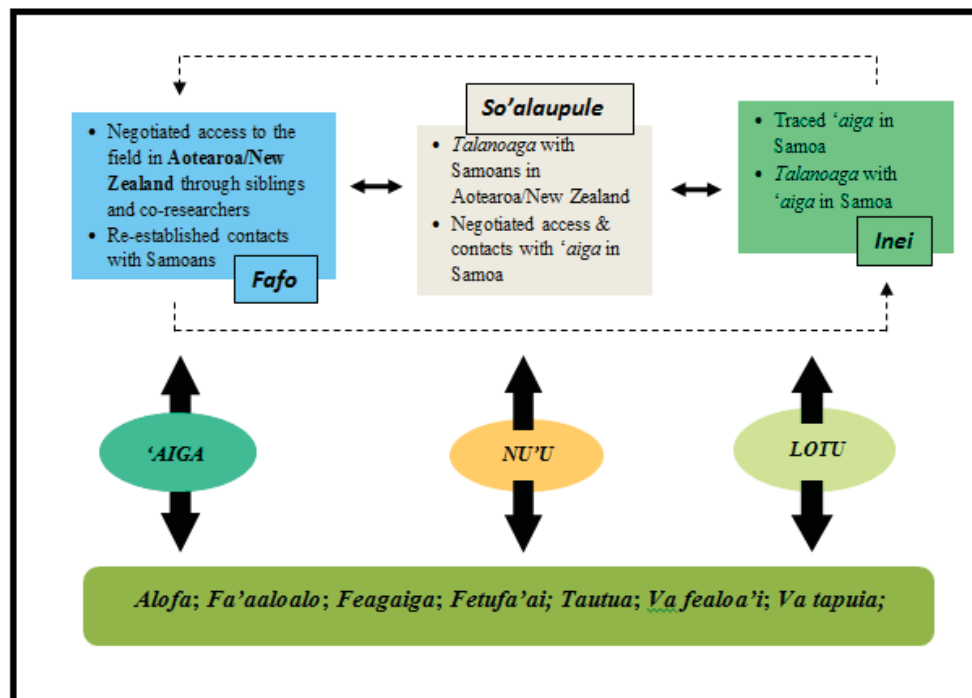 • Negotiated access to the
field in Aotearoa/New
Zealand through siblings
and co-researchers
• Re-established contacts
with Samoans
Fafo
So'alaupule
• Talanoaga with
Samoans in
Aotearoa/New Zealand
• Negotiated access &
contacts with 'aiga in
Samoa
• Traced 'aiga in
Samoa
• Talanoaga with
'aiga in Samoa
Inei
'AIGA
NU'U
LOTU
Alofa; Fa'aaloalo; Feagaiga; Fetufa'ai; Tautua; Va fealoa'i; Va tapuia;